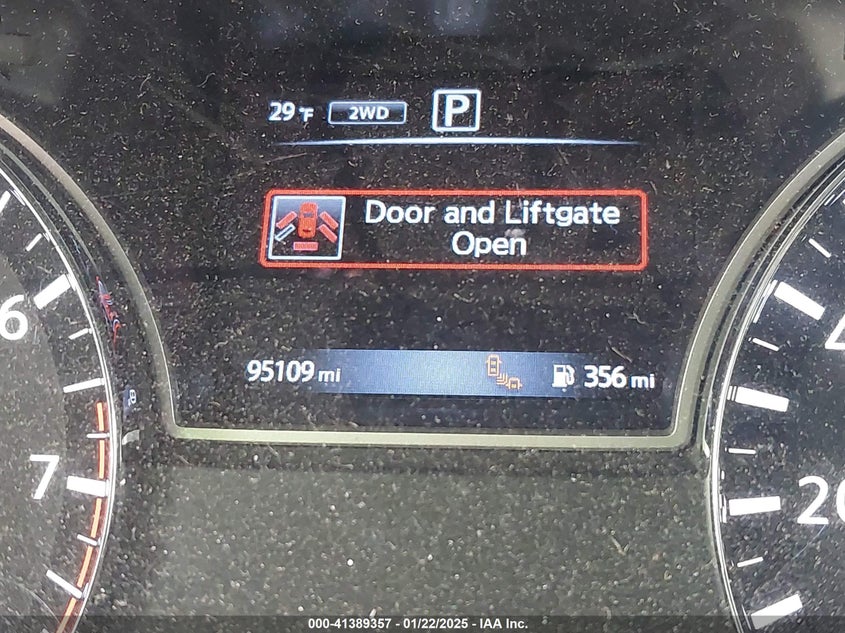 29°F 2WD P
Door and Liftgate
Open
95109 mi 356 mi
6
7
20
000-41389357 - 01/22/2025 - IAA Inc.